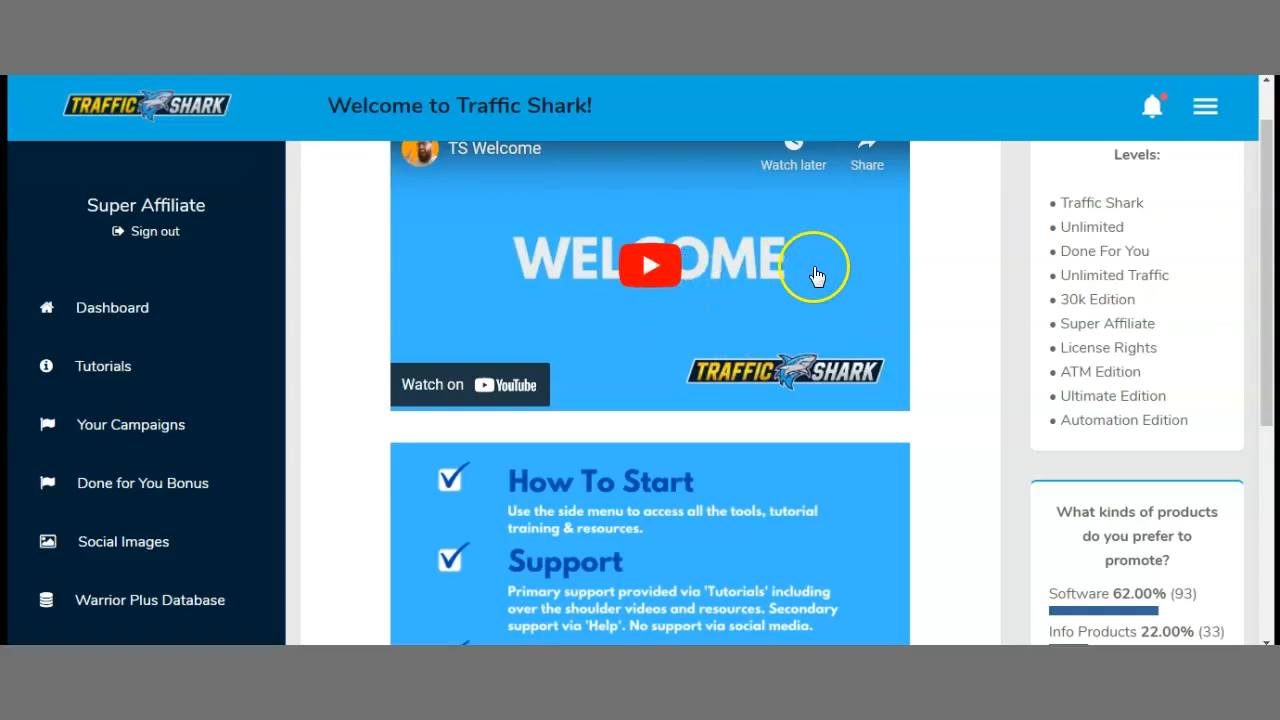 TRAFFIC SHARK
Welcome to Traffic Shark!
Super Affiliate
Sign out
Dashboard
Tutorials
Your Campaigns
Done for You Bonus
Social Images
Warrior Plus Database
TS Welcome
Watch later
Share
WELCOME
Watch on YouTube
TRAFFIC SHARK
How To Start
Use the side menu to access all the tools, tutorial
training & resources.
Support
Primary support provided via 'Tutorials' including
over the shoulder videos and resources. Secondary
support via 'Help'. No support via social media.
Levels:
• Traffic Shark
• Unlimited
• Done For You
• Unlimited Traffic
• 30k Edition
• Super Affiliate
• License Rights
• ATM Edition
• Ultimate Edition
• Automation Edition
What kinds of products
do you prefer to
promote?
Software 62.00% (93)
Info Products 22.00% (33)